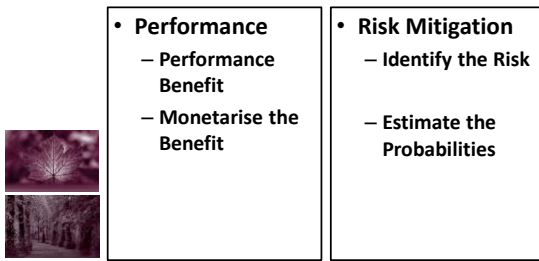 • Performance
– Performance
Benefit
– Monetarise the
Benefit
• Risk Mitigation
– Identify the Risk
– Estimate the
Probabilities